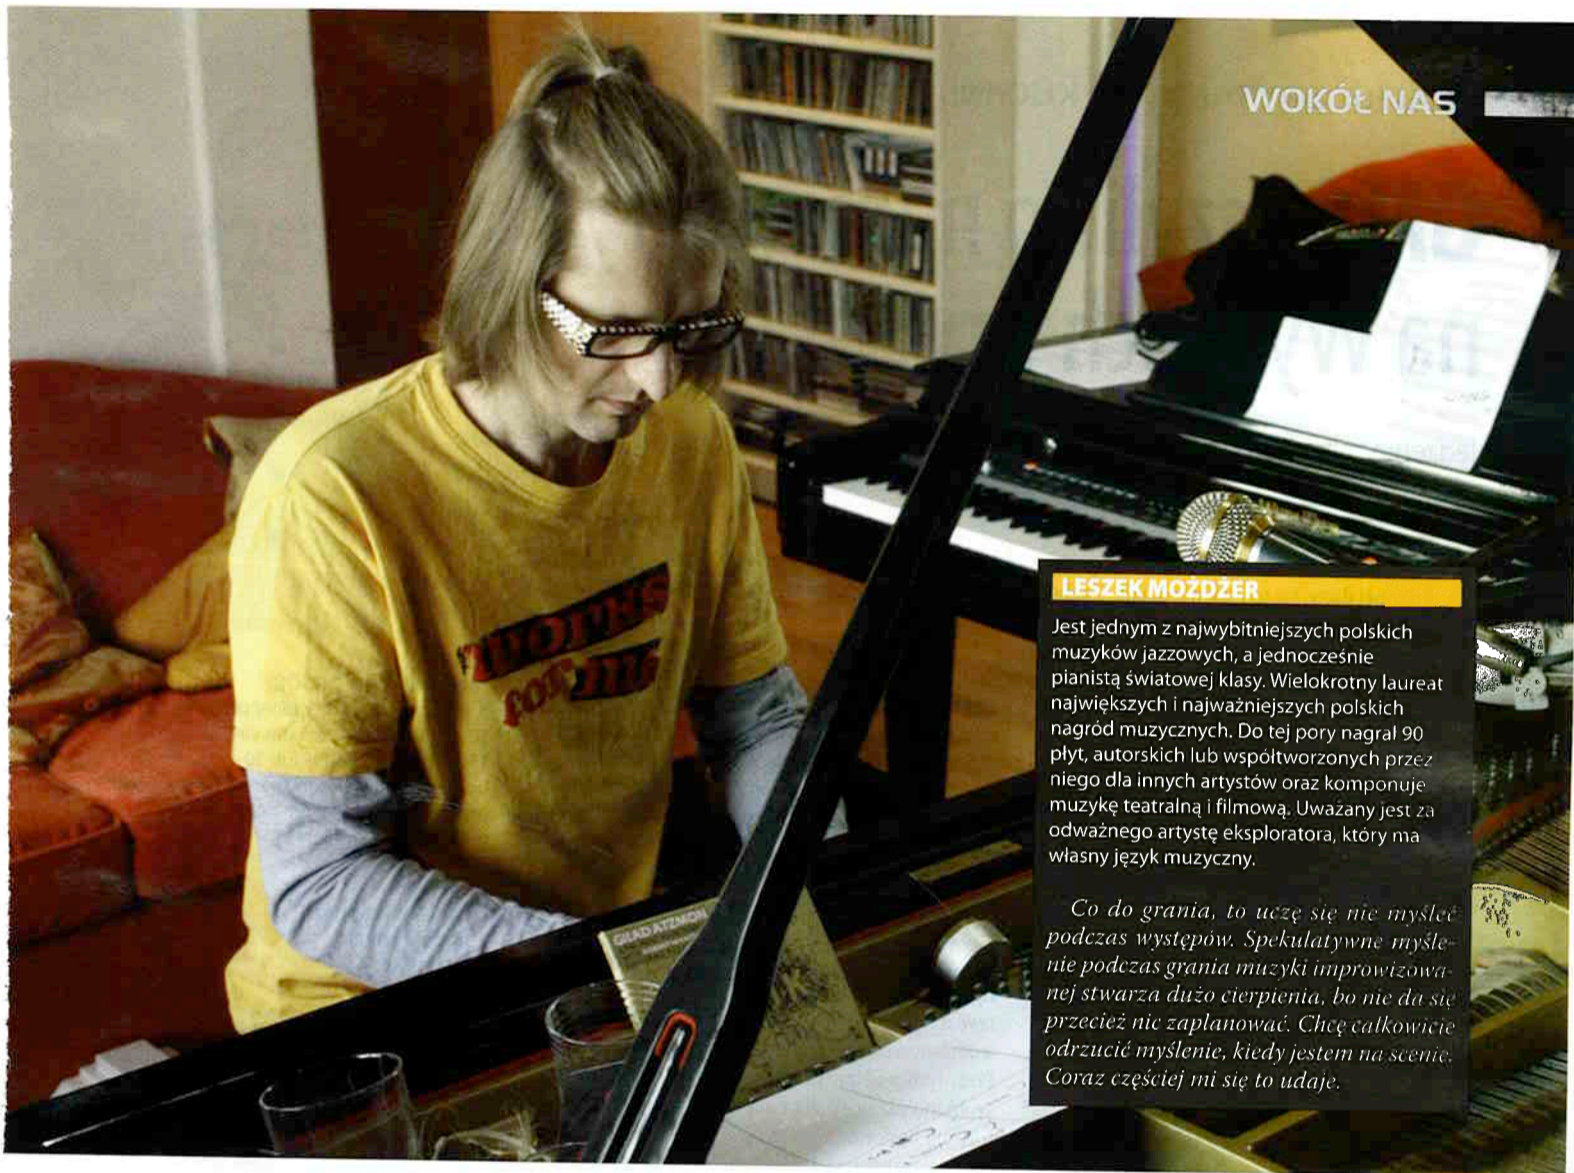 WOKÓŁ NAS
WORKS
for me
GILAD ATZMON
LESZEK MOŻDŻER
Jest jednym z najwybitniejszych polskich
muzyków jazzowych, a jednocześnie
pianistą światowej klasy. Wielokrotny laureat
największych i najważniejszych polskich
nagród muzycznych. Do tej pory nagrał 90
płyt, autorskich lub współtworzonych przez
niego dla innych artystów oraz komponuje
muzykę teatralną i filmową. Uważany jest za
odważnego artystę eksploratora, który ma
własny język muzyczny.
Co do grania, to uczę się nie myśleć
podczas występów. Spekulatywne myśle-
nie podczas grania muzyki improwizowa-
nej stwarza dużo cierpienia, bo nie da się
przecież nic zaplanować. Chcę całkowicie
odrzucić myślenie, kiedy jestem na scenie.
Coraz częściej mi się to udaje.